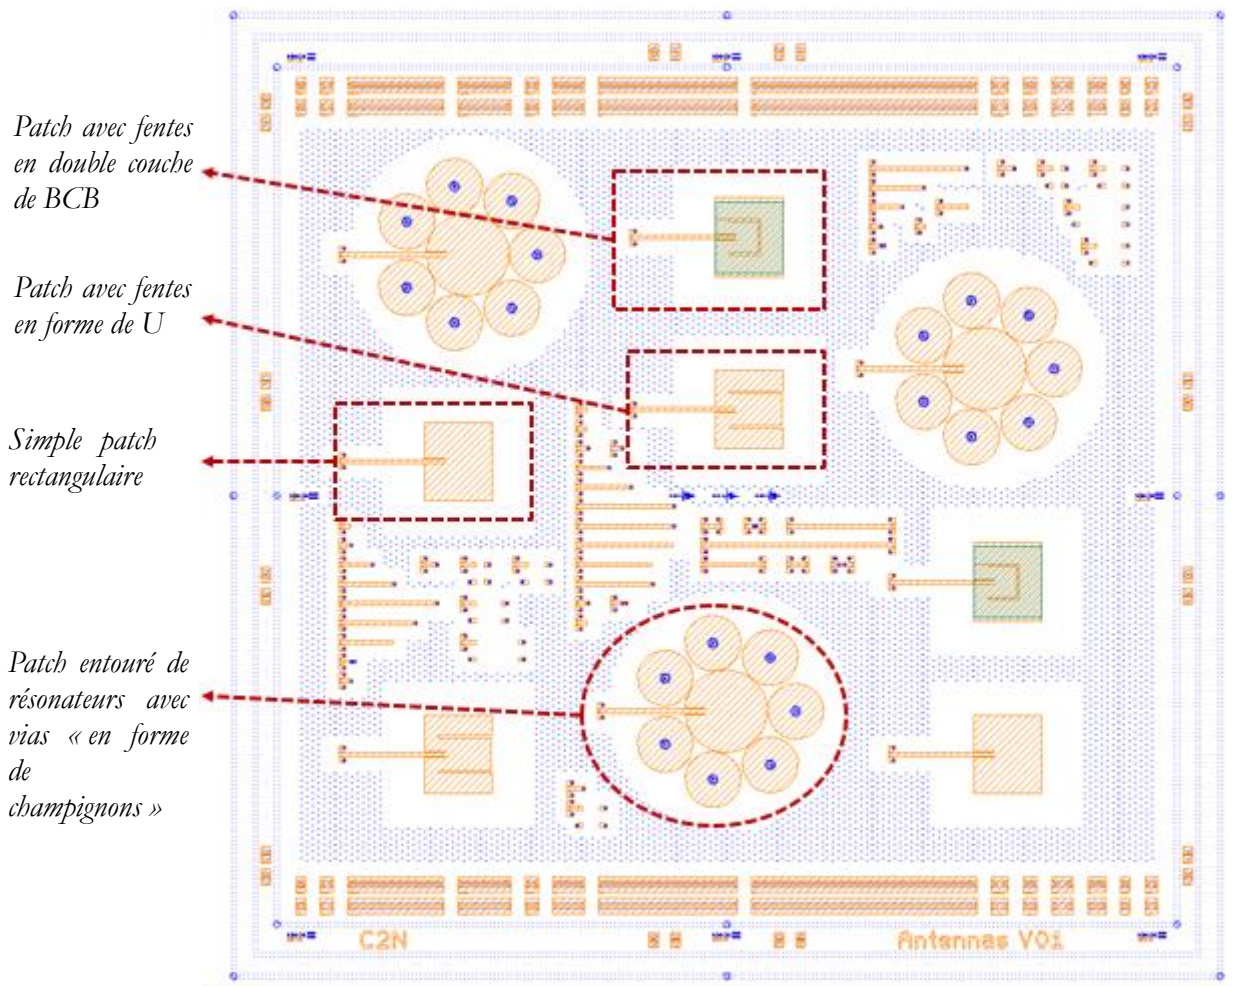 Patch avec fentes
en double couche
de BCB
Patch avec fentes
en forme de U
Simple patch
rectangulaire
Patch entouré de
résonateurs avec
vias « en forme
de
champignons »
C2N
Antennas V01